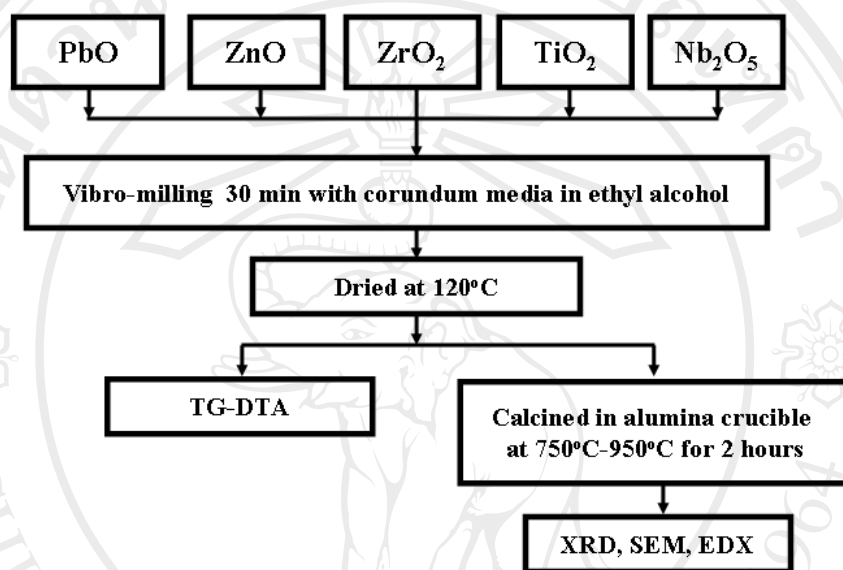 PbO
ZnO
ZrO₂
TiO₂
Nb₂O₅
Vibro-milling 30 min with corundum media in ethyl alcohol
Dried at 120°C
TG-DTA
Calcined in alumina crucible
at 750°C-950°C for 2 hours
XRD, SEM, EDX